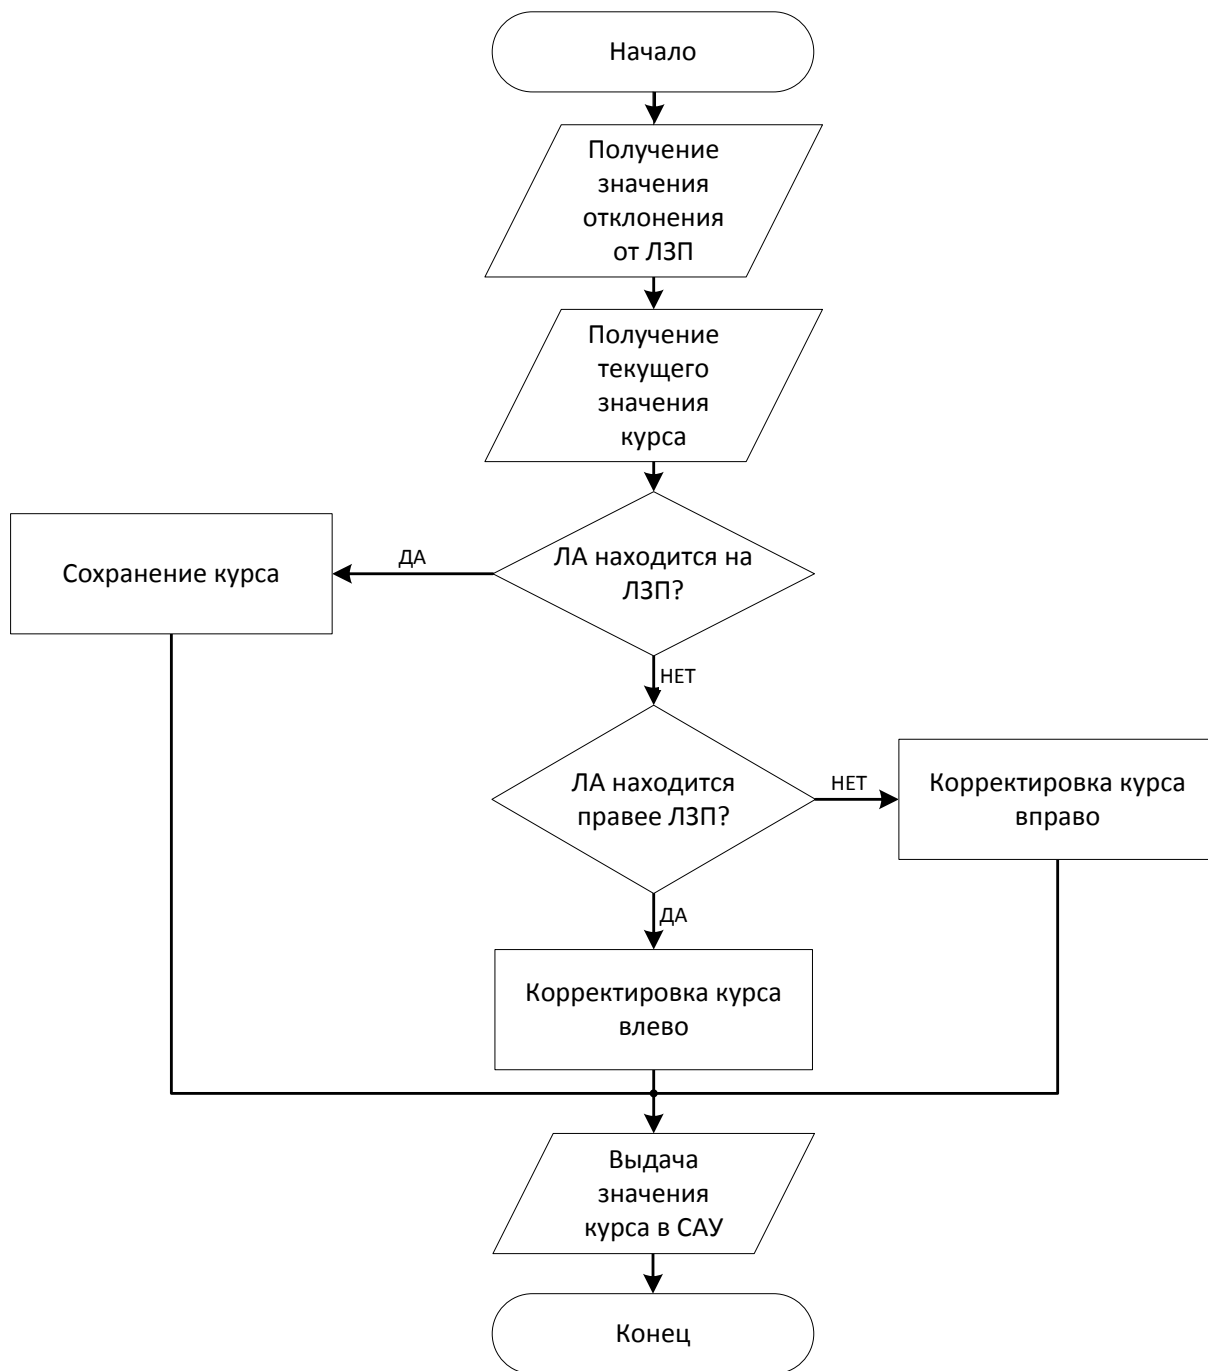 Начало
Получение
значения
отклонения
от ЛЗП
Получение
текущего
значения
курса
ЛА находится на
ЛЗП?
ДА
Сохранение курса
НЕТ
ЛА находится
правее ЛЗП?
НЕТ
Корректировка курса
вправо
ДА
Корректировка курса
влево
Выдача
значения
курса в САУ
Конец